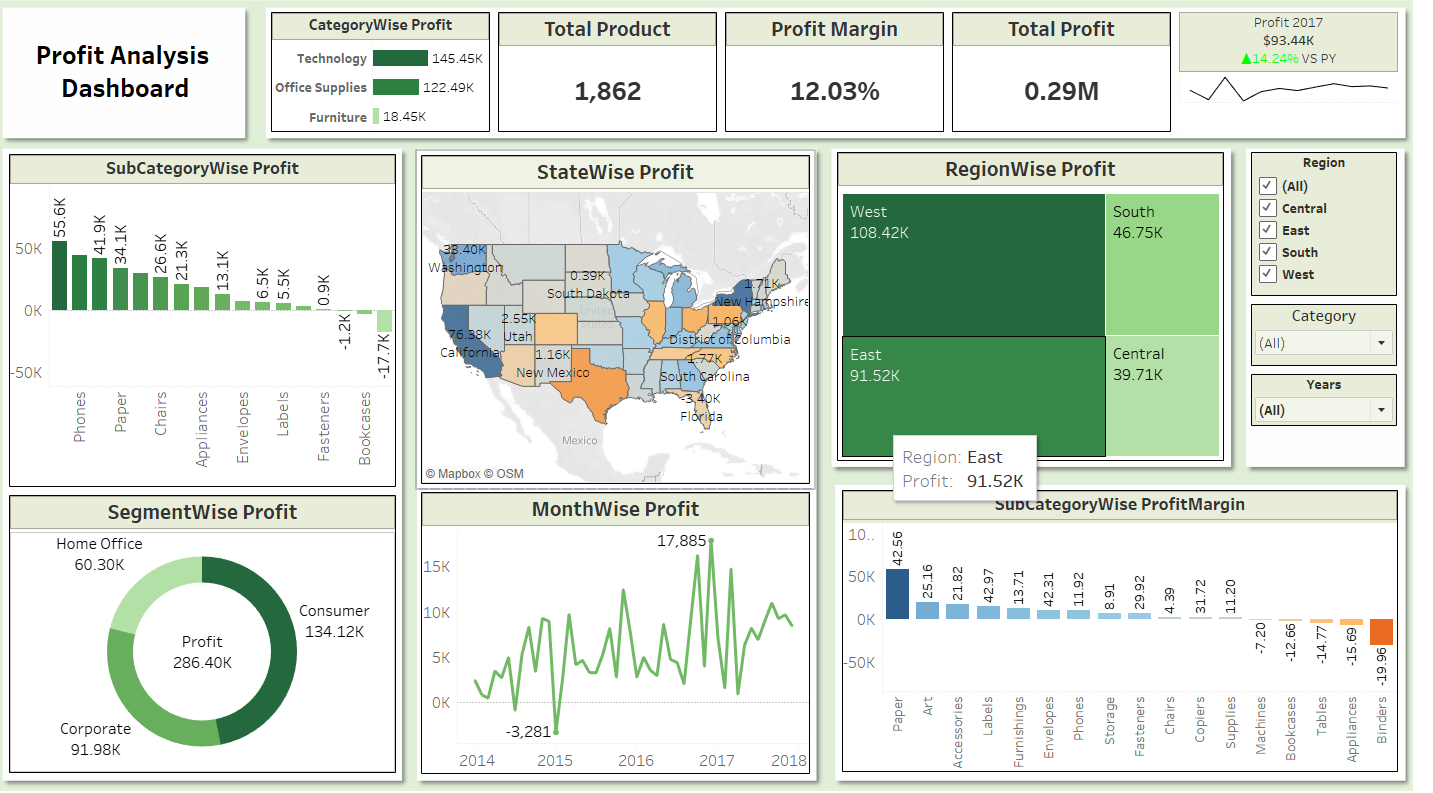 Profit Analysis
Dashboard
CategoryWise Profit
Technology 145.45K
Office Supplies 122.49K
Furniture 18.45K
Total Product
1,862
Profit Margin
12.03%
Total Profit
0.29M
Profit 2017
$93.44K
▲14.24% VS PY
SubCategoryWise Profit
50K
0K
-50K
55.6K
41.9K
34.1K
26.6K
21.3K
13.1K
6.5K
5.5K
0.9K
-1.2K
-17.7K
Phones
Paper
Chairs
Appliances
Envelopes
Labels
Fasteners
Bookcases
StateWise Profit
33.40K
Washington
0.39K
South Dakota
1.71K
New Hampshire
United
States
2.55K
Utah
1.06K
District of Columbia
76.38K
California
1.16K
New Mexico
1.77K
South Carolina
-3.40K
Florida
Mexico
© Mapbox © OSM
RegionWise Profit
West
108.42K
South
46.75K
East
91.52K
Central
39.71K
Region: East
Profit: 91.52K
Region
(All)
Central
East
South
West
Category
(All)
Years
(All)
SegmentWise Profit
Home Office
60.30K
Consumer
134.12K
Profit
286.40K
Corporate
91.98K
MonthWise Profit
15K
10K
5K
0K
17,885
-3,281
2014
2015
2016
2017
2018
SubCategoryWise ProfitMargin
10..
50K
0K
-50K
42.56
25.16
21.82
42.97
13.71
42.31
11.92
8.91
29.92
4.39
31.72
11.20
-7.20
-12.66
-14.77
-15.69
-19.96
Paper
Art
Accessories
Labels
Furnishings
Envelopes
Phones
Storage
Fasteners
Chairs
Copiers
Supplies
Machines
Bookcases
Tables
Appliances
Binders